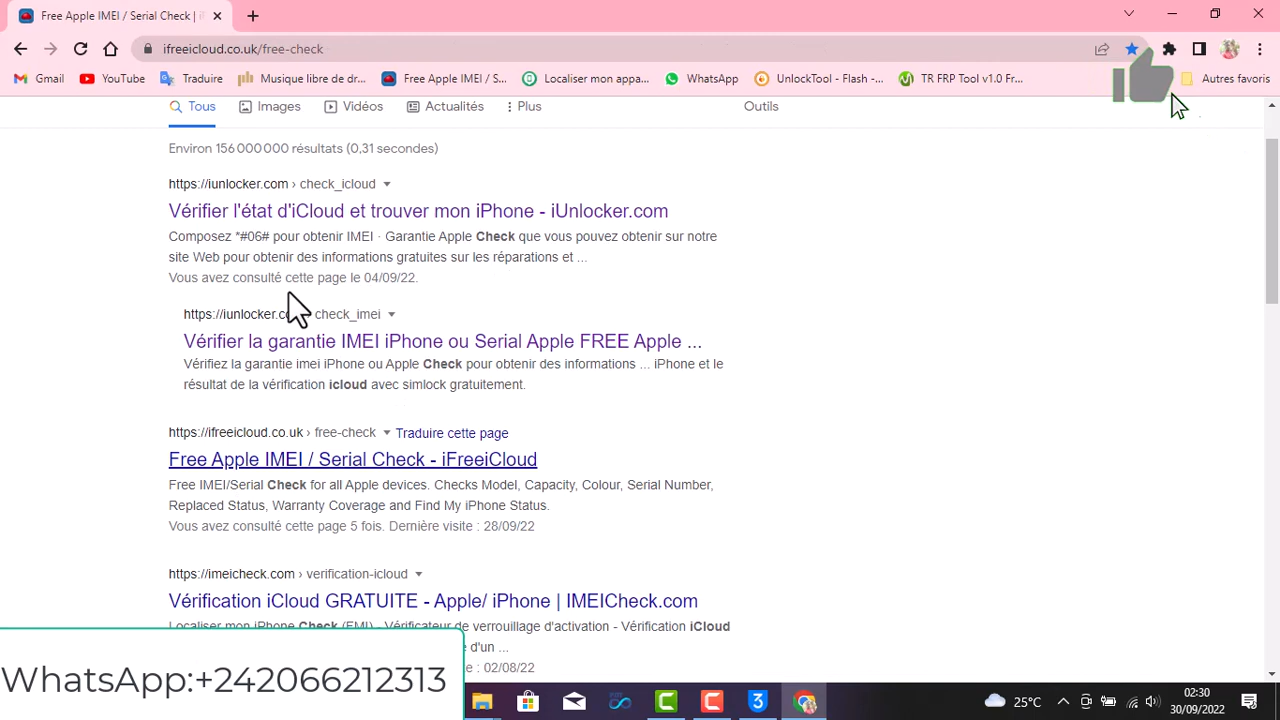 Free Apple IMEI / Serial Check | i
ifreeicloud.co.uk/free-check
Gmail
YouTube
Traduire
Musique libre de dr...
Free Apple IMEI / S...
Localiser mon appa...
WhatsApp
UnlockTool - Flash -...
TR FRP Tool v1.0 Fr...
Autres favoris
Tous
Images
Vidéos
Actualités
Plus
Outils
Environ 156 000 000 résultats (0,31 secondes)
https://iunlocker.com › check_icloud
Vérifier l'état d'iCloud et trouver mon iPhone - iUnlocker.com
Composez *#06# pour obtenir IMEI · Garantie Apple Check que vous pouvez obtenir sur notre
site Web pour obtenir des informations gratuites sur les réparations et ...
Vous avez consulté cette page le 04/09/22.
https://iunlocker.co check_imei
Vérifier la garantie IMEI iPhone ou Serial Apple FREE Apple ...
Vérifiez la garantie imei iPhone ou Apple Check pour obtenir des informations ... iPhone et le
résultat de la vérification icloud avec simlock gratuitement.
https://ifreeicloud.co.uk › free-check Traduire cette page
Free Apple IMEI / Serial Check - iFreeiCloud
Free IMEI/Serial Check for all Apple devices. Checks Model, Capacity, Colour, Serial Number,
Replaced Status, Warranty Coverage and Find My iPhone Status.
Vous avez consulté cette page 5 fois. Dernière visite : 28/09/22
https://imeicheck.com › verification-icloud
Vérification iCloud GRATUITE - Apple/ iPhone | IMEICheck.com
Localiser mon iPhone Check (FMI) - Vérificateur de verrouillage d'activation - Vérification iCloud
d'un ...
: 02/08/22
WhatsApp:+242066212313
25°C
02:30
30/09/2022